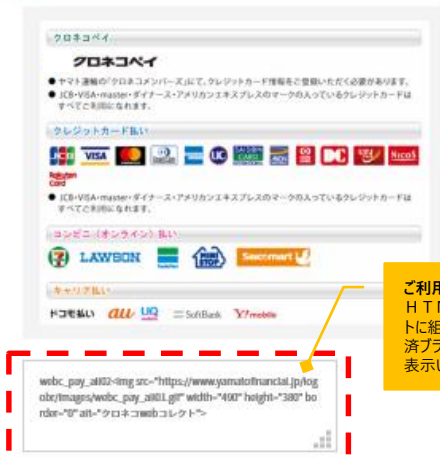 クロネコペイ
クロネコペイ
● ヤマト運輸の「クロネコメンバーズ」にて、クレジットカード情報をご登録いただく必要があります。
● JCB・VISA・master・ダイナース・アメリカンエキスプレスのマークの入っているクレジットカードは
すべてご利用になれます。
クレジットカード払い
JCB VISA UC DC NICOS
Rakuten Card
● JCB・VISA・master・ダイナース・アメリカンエキスプレスのマークの入っているクレジットカードは
すべてご利用になれます。
コンビニ（オンライン）払い
LAWSON MINI STOP Seicomart
キャリア払い
ドコモ払い au UQ SoftBank Y!mobile
ご利用
ＨＴＭ
トに組
済ブラ
表示い
webc_pay_all02<img src="https://www.yamatofinancial.jp/log
obr/images/webc_pay_all01.gif" width="490" height="380" bo
rder="0" alt="クロネコwebコレクト">